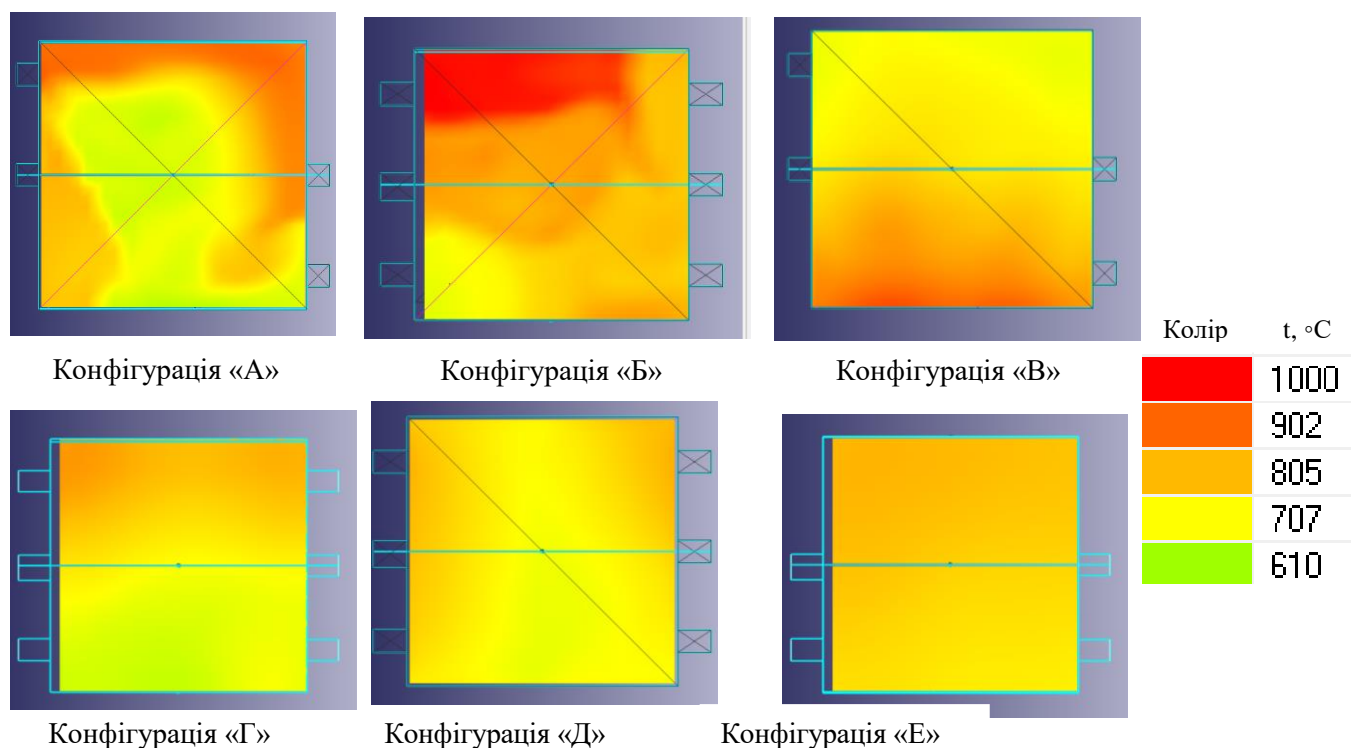 Конфігурація «А»
Конфігурація «Б»
Конфігурація «В»
Колір t, ◦С
1000
902
805
707
610
Конфігурація «Г»
Конфігурація «Д»
Конфігурація «Е»